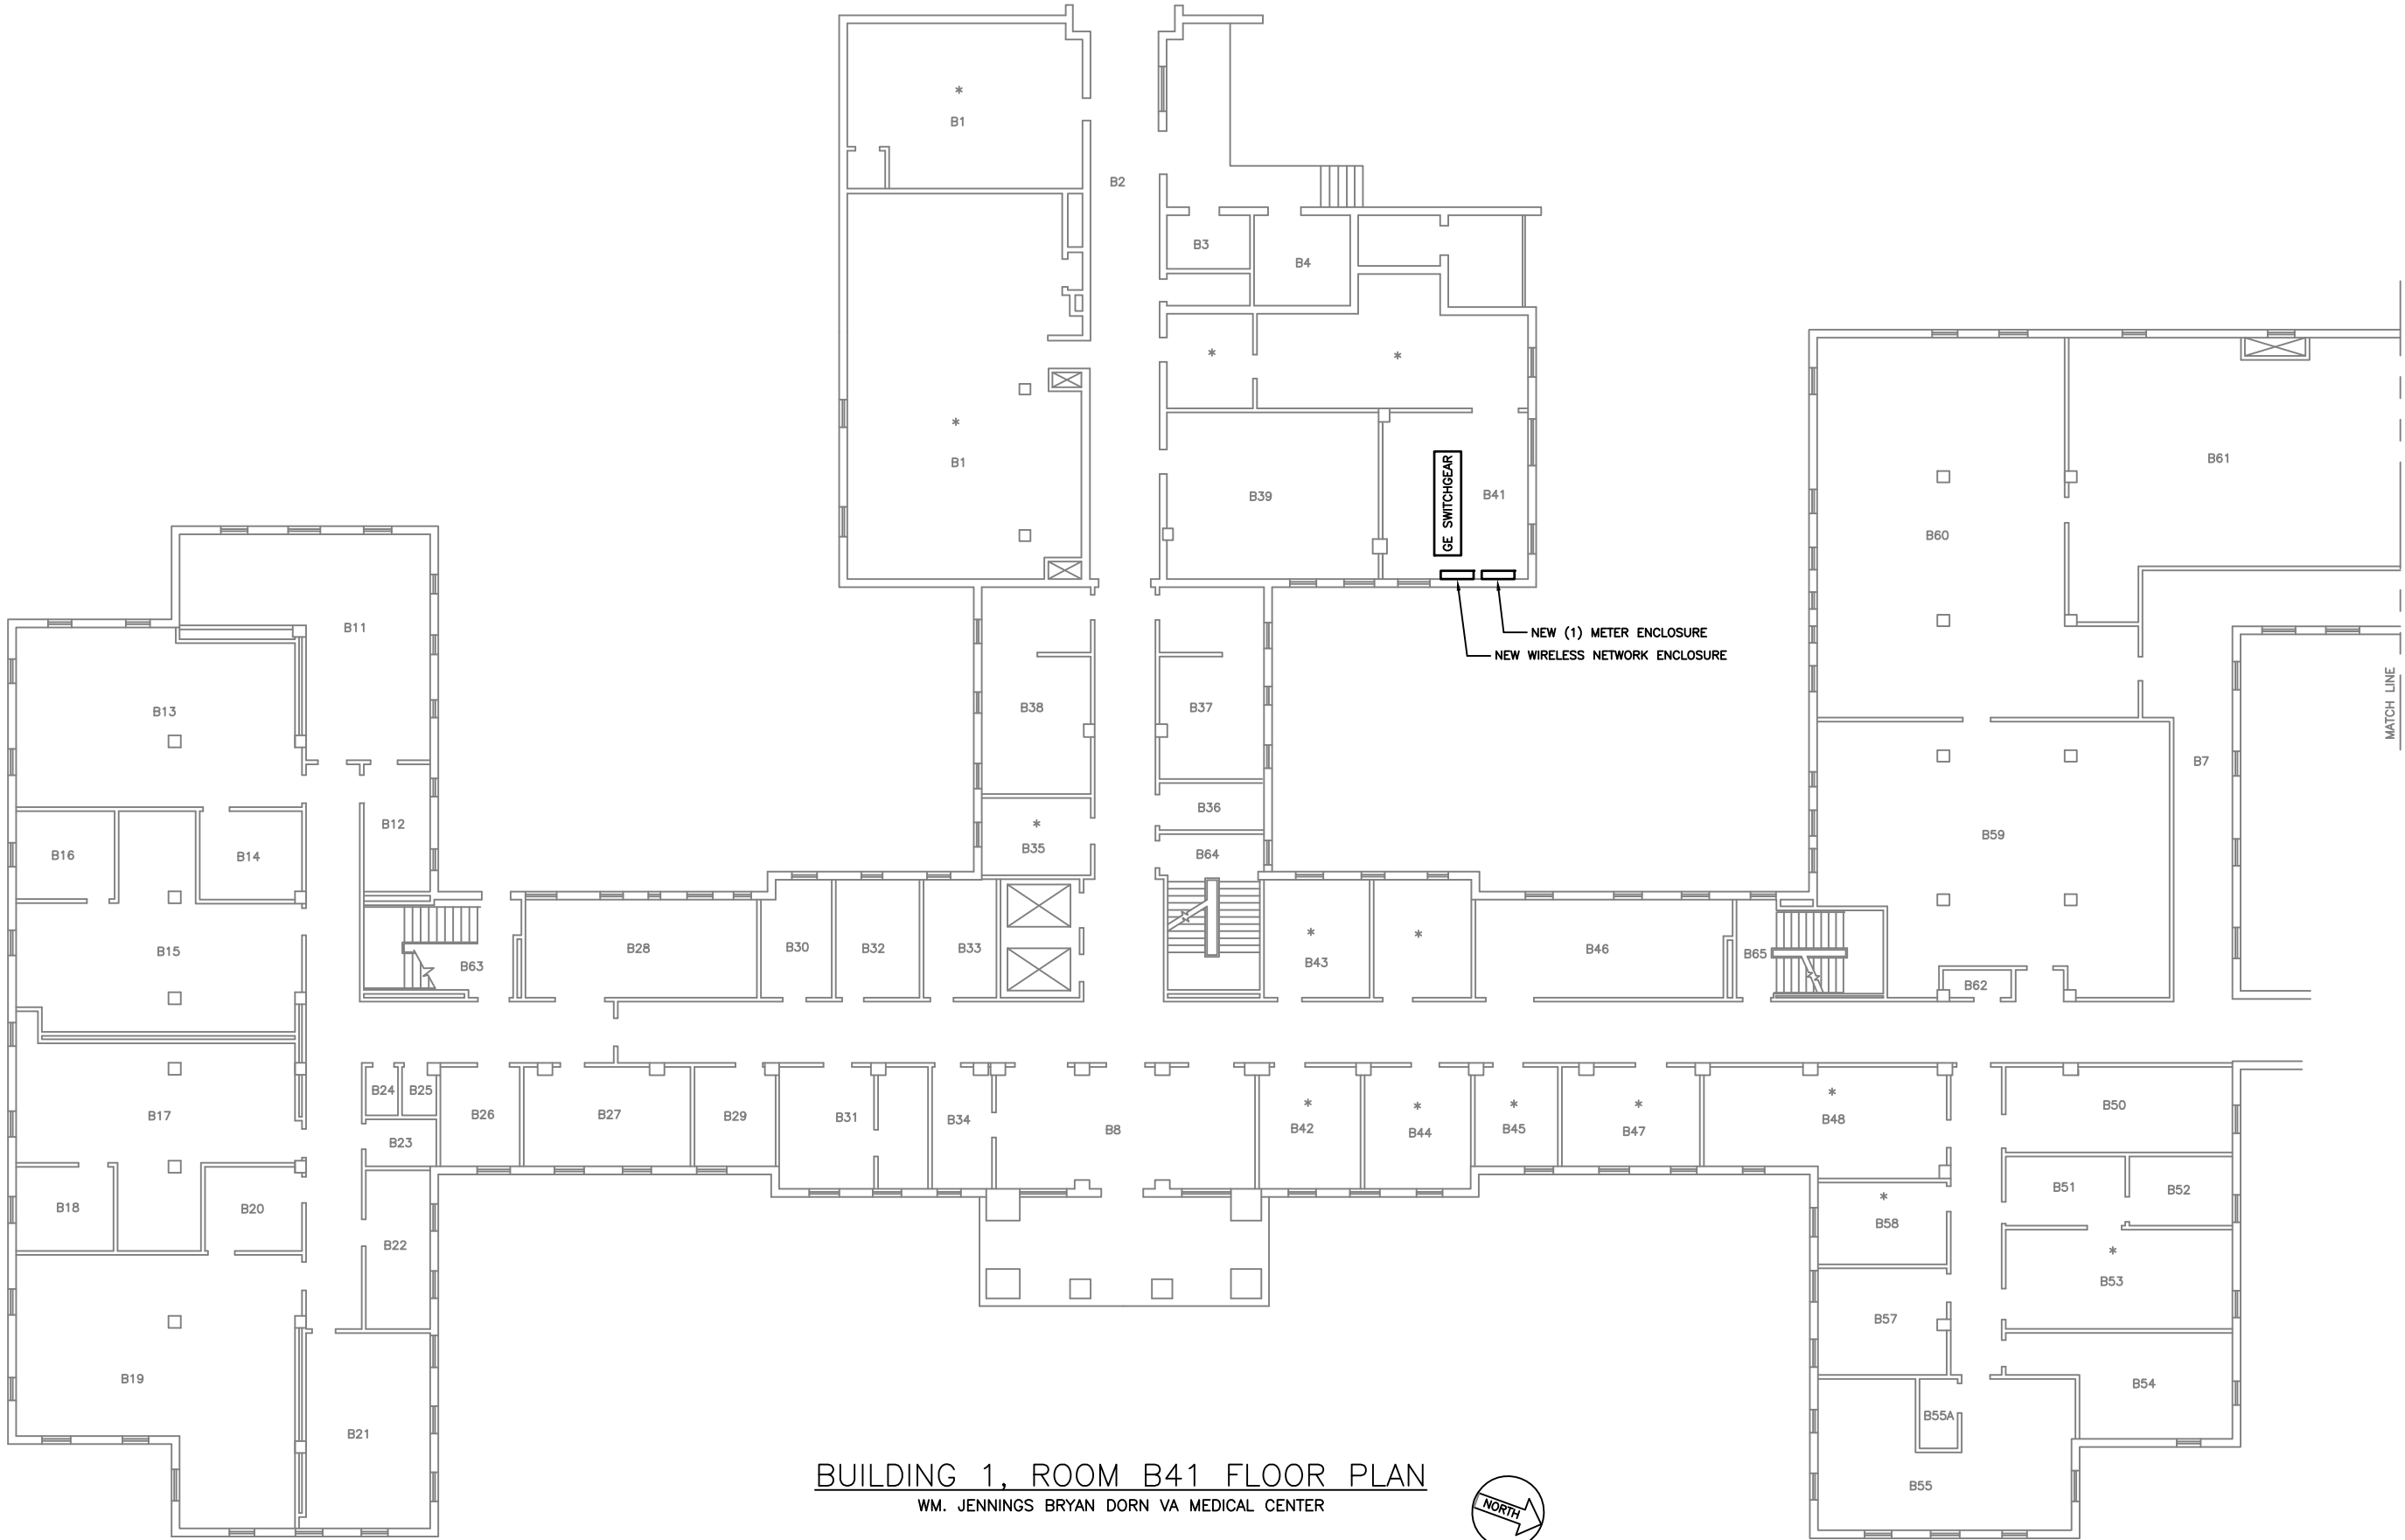 *
B1
B2
B3
B4
*
*
*
B1
B39
GE SWITCHGEAR
B41
B61
B60
NEW (1) METER ENCLOSURE
NEW WIRELESS NETWORK ENCLOSURE
B11
B13
B38
B37
MATCH LINE
B7
B12
B16
B14
*
B35
B36
B64
B59
B15
B63
B28
B30
B32
B33
*
B43
*
B46
B65
B62
B24
B25
B26
B27
B29
B31
B34
B8
*
B42
*
B44
*
B45
*
B47
*
B48
B50
B17
B23
B18
B20
B22
*
B58
B51
B52
*
B53
B57
B54
B19
B21
B55A
B55
BUILDING 1, ROOM B41 FLOOR PLAN
WM. JENNINGS BRYAN DORN VA MEDICAL CENTER
NORTH